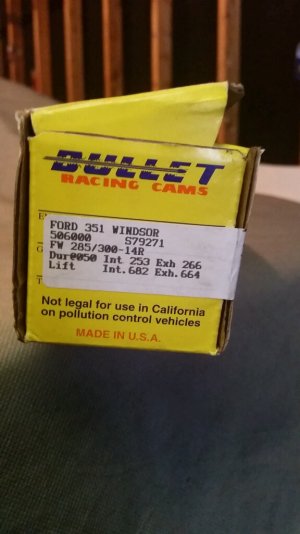 BULLET
RACING CAMS
FORD 351 WINDSOR
506000 S79271
FW 285/300-14R
Dur@050 Int 253 Exh 266
Lift Int.682 Exh.664
Not legal for use in California
on pollution control vehicles
MADE IN U.S.A.